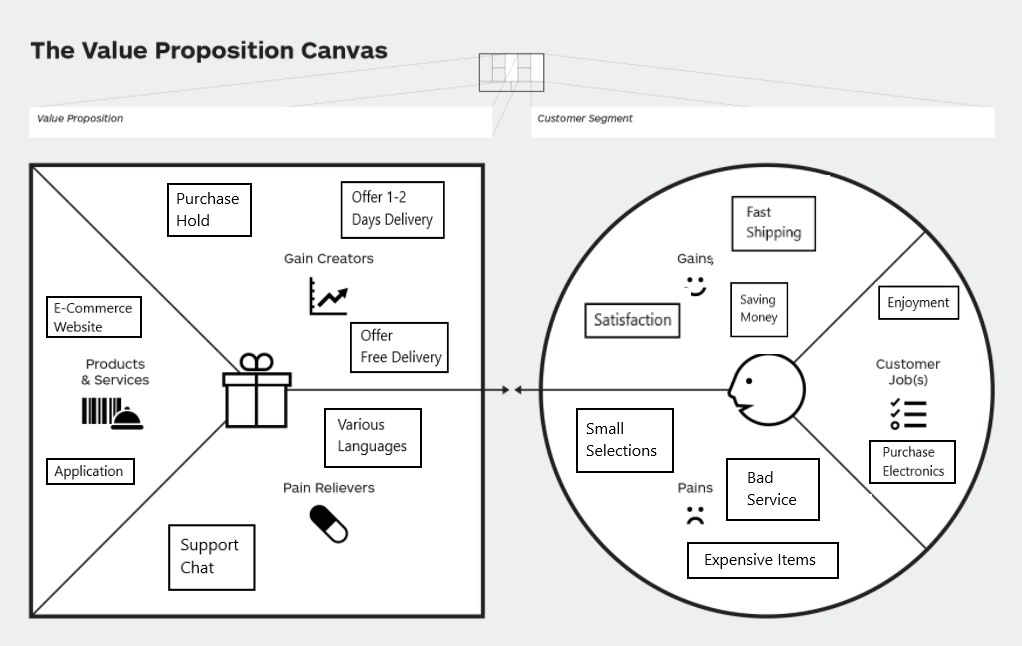 The Value Proposition Canvas
Value Proposition
Customer Segment
Purchase
Hold
Offer 1-2
Days Delivery
Gain Creators
E-Commerce
Website
Offer
Free Delivery
Products
& Services
Various
Languages
Application
Pain Relievers
Support
Chat
Fast
Shipping
Gains
Saving
Money
Satisfaction
Enjoyment
Customer
Job(s)
Small
Selections
Purchase
Electronics
Pains
Bad
Service
Expensive Items